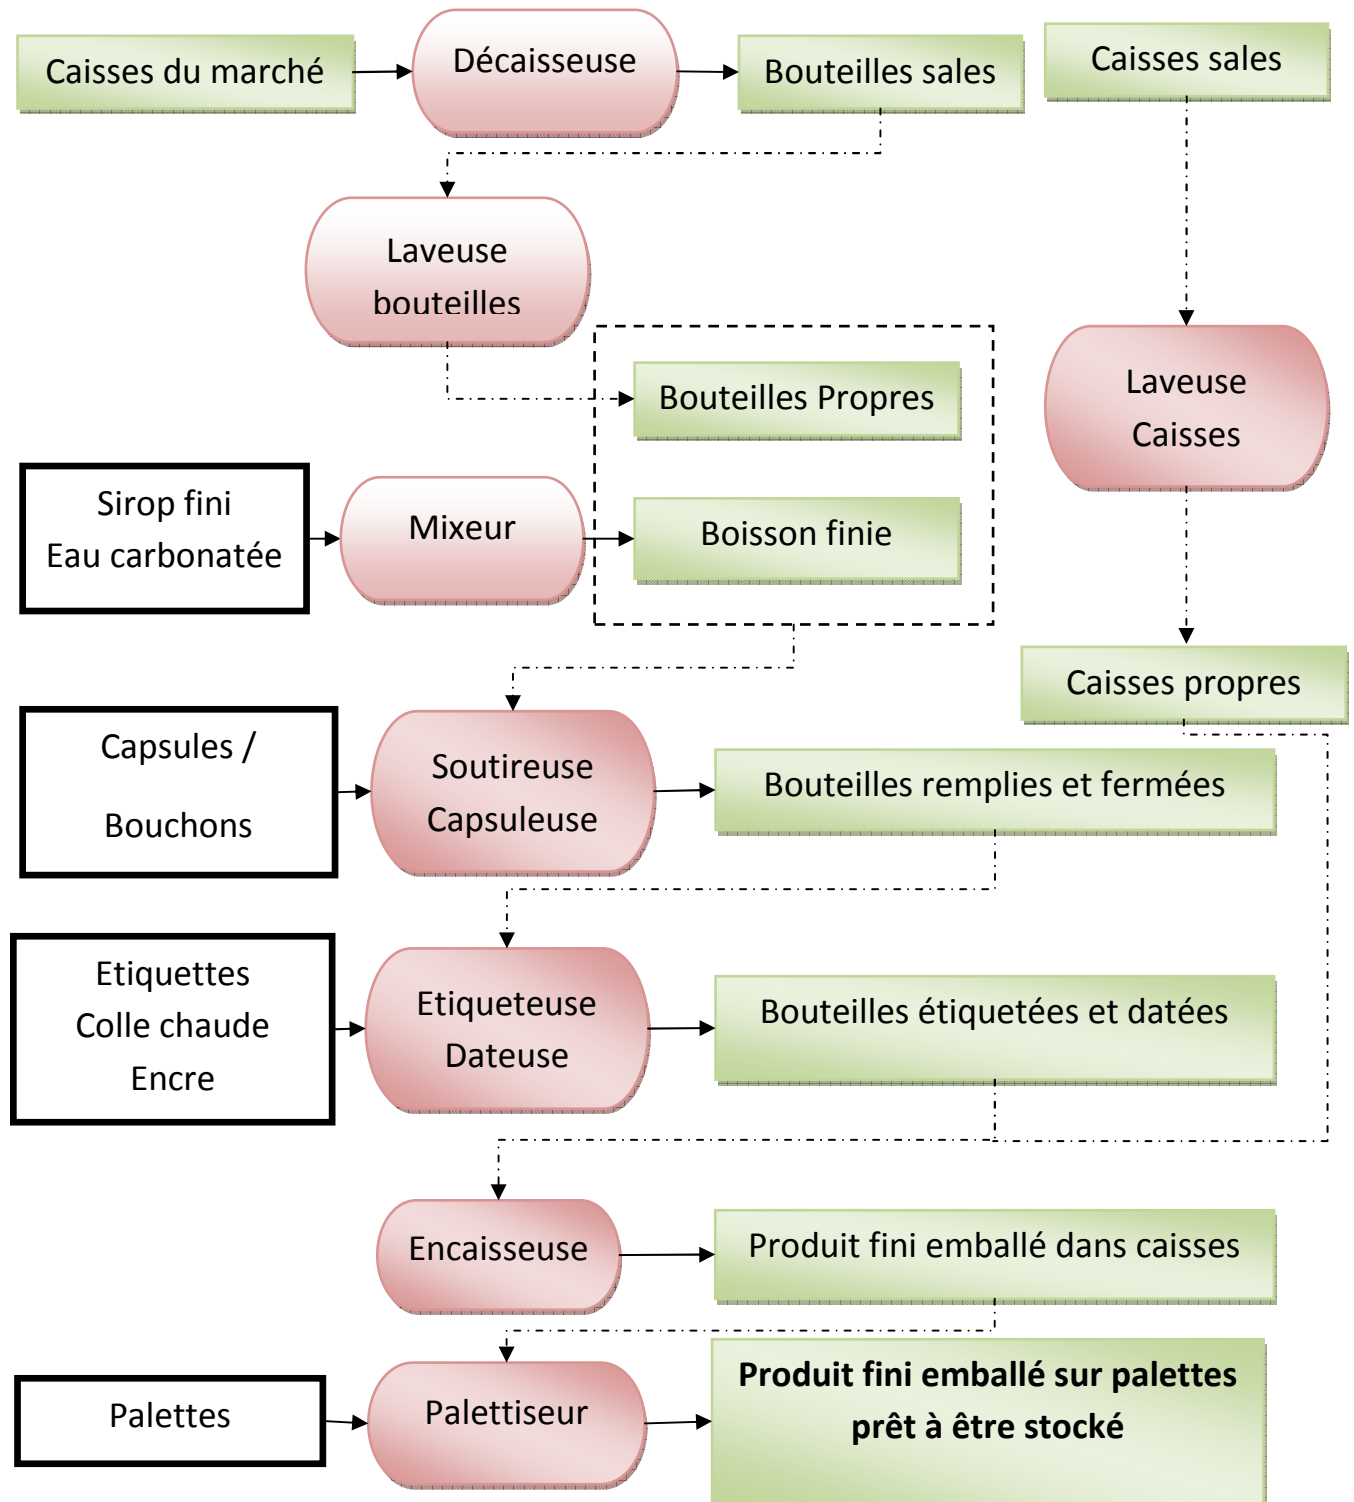 Caisses du marché
Décaisseuse
Bouteilles sales
Caisses sales
Laveuse
bouteilles
Bouteilles Propres
Laveuse
Caisses
Sirop fini
Eau carbonatée
Mixeur
Boisson finie
Caisses propres
Capsules /
Bouchons
Soutireuse
Capsuleuse
Bouteilles remplies et fermées
Etiquettes
Colle chaude
Encre
Etiqueteuse
Dateuse
Bouteilles étiquetées et datées
Encaisseuse
Produit fini emballé dans caisses
Palettes
Palettiseur
Produit fini emballé sur palettes
prêt à être stocké